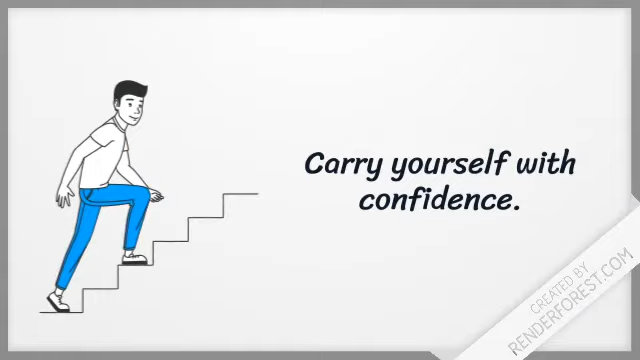 Carry yourself with
confidence.
CREATED BY
RENDERFOREST.COM